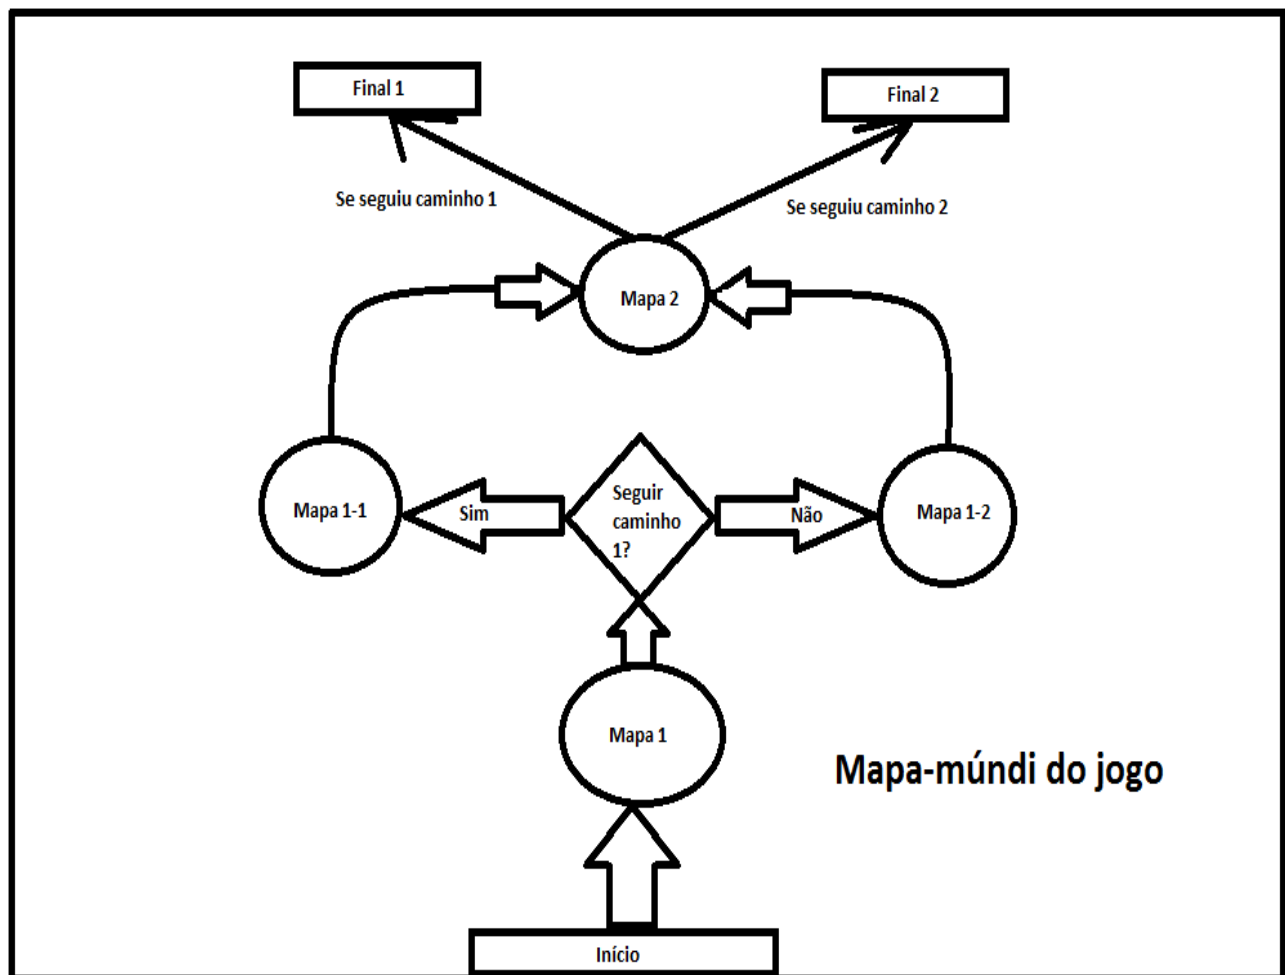 Final 1
Final 2
Se seguiu caminho 1
Se seguiu caminho 2
Mapa 2
Mapa 1-1
Sim
Seguir
caminho
1?
Não
Mapa 1-2
Mapa 1
Mapa-múndi do jogo
Início